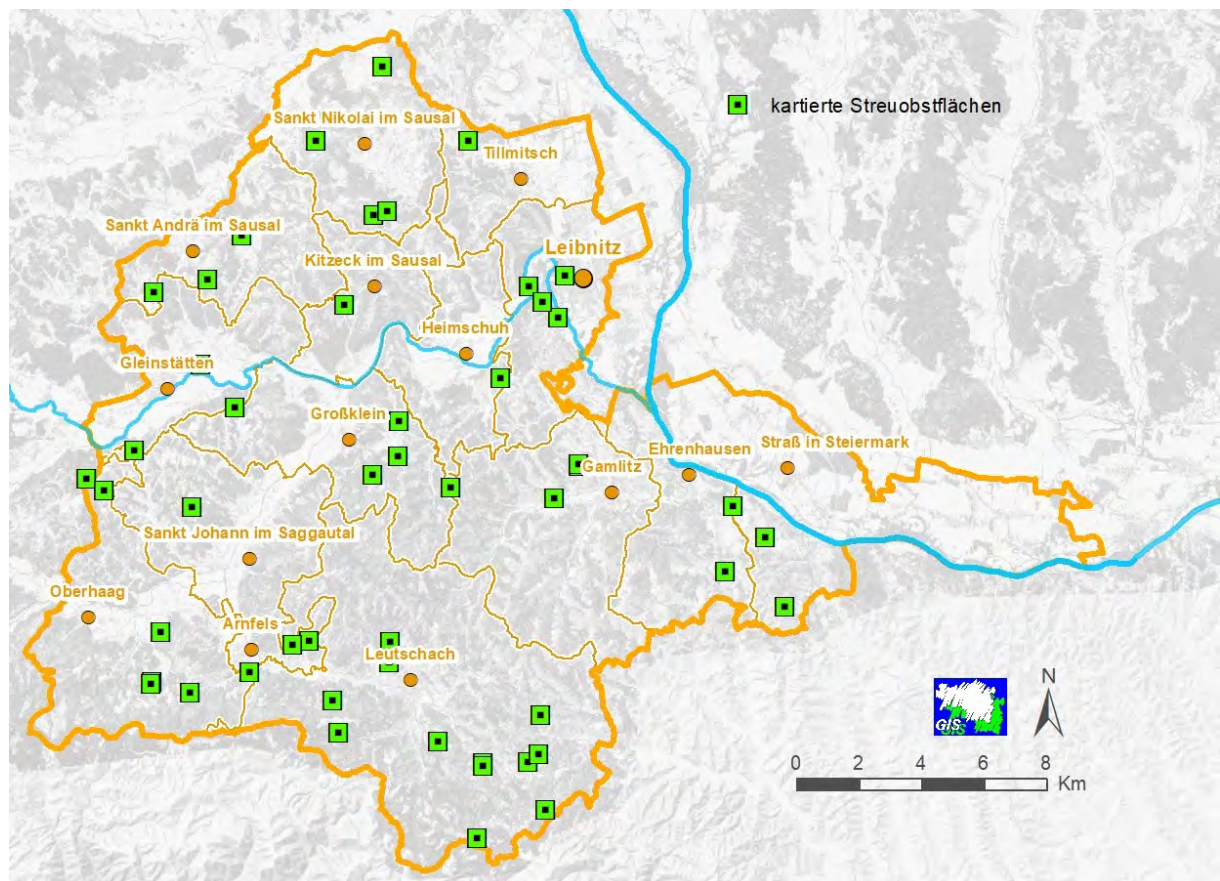 kartierte Streuobstflächen
Sankt Nikolai im Sausal
Tillmitsch
Sankt Andrä im Sausal
Leibnitz
Kitzeck im Sausal
Heimschuh
Gleinstätten
Großklein
Ehrenhausen
Straß in Steiermark
Gamlitz
Sankt Johann im Saggautal
Oberhaag
Arnfels
Leutschach
N
GIS
GIS
0 2 4 6 8
Km